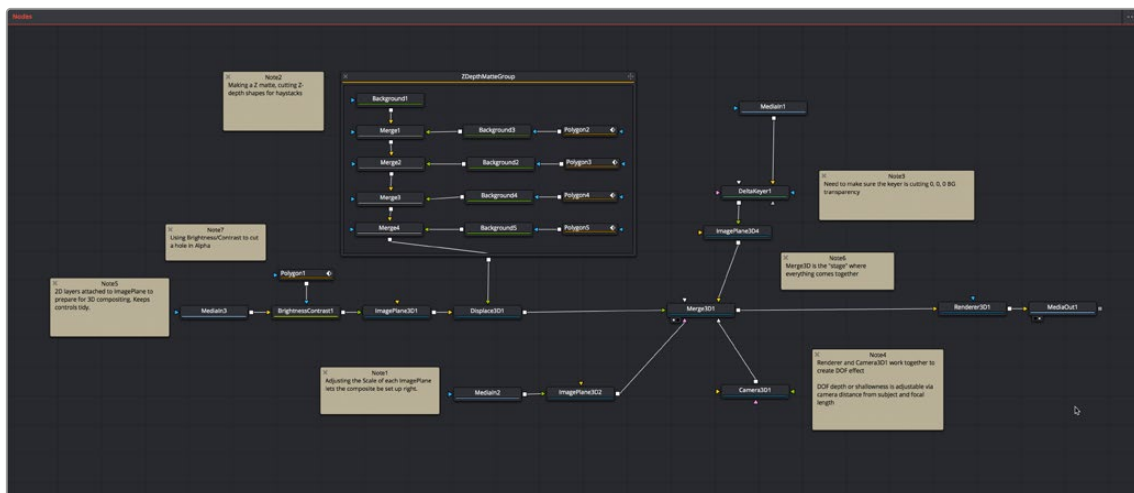 Nodes
Note2
Making a Z matte, cutting Z-
depth shapes for haystacks
ZDepthMatteGroup
Background1
Merge1
Background3
Polygon2
Merge2
Background2
Polygon3
Merge3
Background4
Polygon4
Merge4
Background5
Polygon5
MediaIn1
DeltaKeyer1
Note3
Need to make sure the keyer is cutting 0, 0, 0 BG
transparency
ImagePlane3D4
Note7
Using Brightness/Contrast to cut
a hole in Alpha
Note6
Merge3D is the "stage" where
everything comes together
Polygon1
Note5
2D layers attached to ImagePlane to
prepare for 3D compositing. Keeps
controls tidy.
MediaIn3
BrightnessContrast1
ImagePlane3D1
Displace3D1
Merge3D1
Renderer3D1
MediaOut1
Note1
Adjusting the Scale of each ImagePlane
lets the composite be set up right.
MediaIn2
ImagePlane3D2
Camera3D1
Note4
Renderer and Camera3D1 work together to
create DOF effect
DOF depth or shallowness is adjustable via
camera distance from subject and focal
length